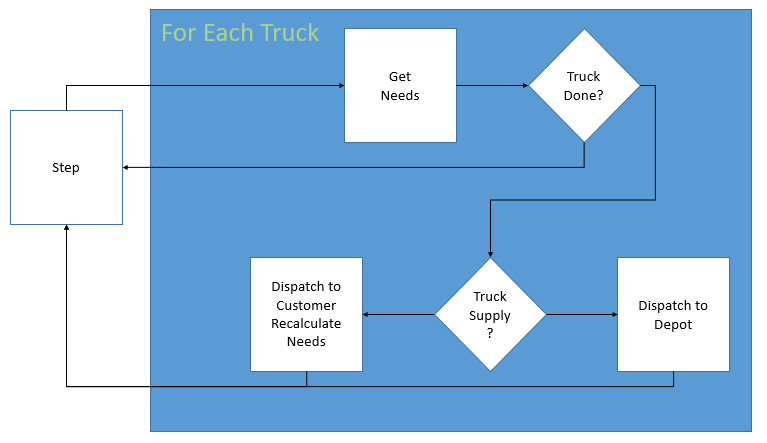 For Each Truck
Get
Needs
Truck
Done?
Step
Dispatch to
Customer
Recalculate
Needs
Truck
Supply
?
Dispatch to
Depot